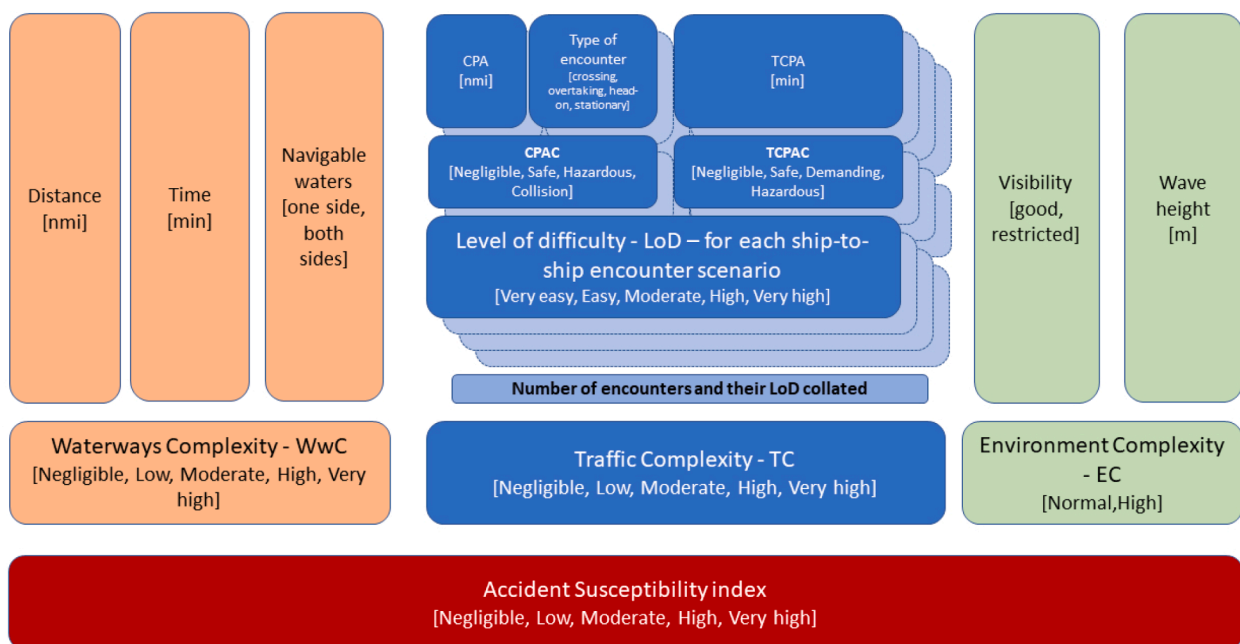 Distance
[nmi]
Time
[min]
Navigable
waters
[one side,
both
sides]
CPA
[nmi]
Type of
encounter
[crossing,
overtaking, head-
on, stationary]
TCPA
[min]
CPAC
[Negligible, Safe, Hazardous,
Collision]
TCPAC
[Negligible, Safe, Demanding,
Hazardous]
Level of difficulty - LoD – for each ship-to-
ship encounter scenario
[Very easy, Easy, Moderate, High, Very high]
Number of encounters and their LoD collated
Visibility
[good,
restricted]
Wave
height
[m]
Waterways Complexity - WwC
[Negligible, Low, Moderate, High, Very
high]
Traffic Complexity - TC
[Negligible, Low, Moderate, High, Very high]
Environment Complexity
- EC
[Normal,High]
Accident Susceptibility index
[Negligible, Low, Moderate, High, Very high]